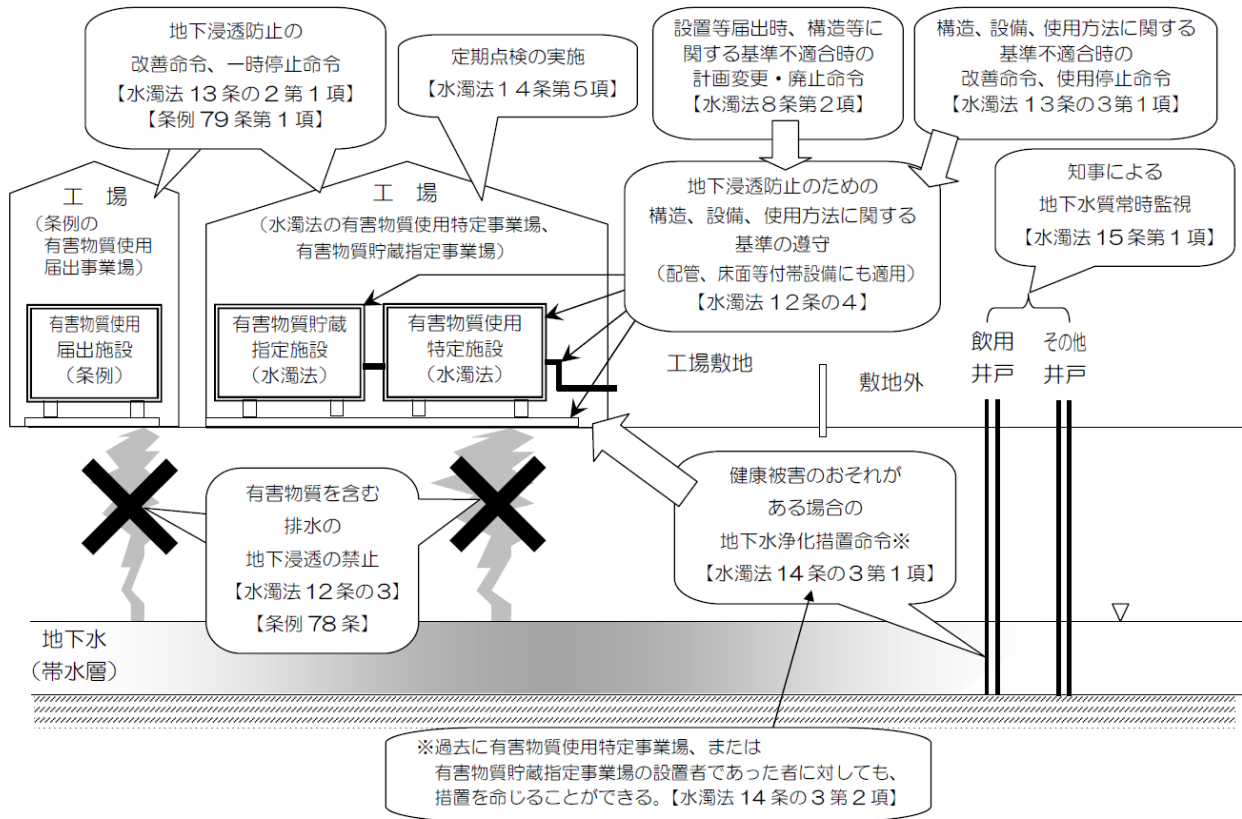 地下浸透防止の
改善命令、一時停止命令
【水濁法13条の2第1項】
【条例79条第1項】
定期点検の実施
【水濁法14条第5項】
設置等届出時、構造等に
関する基準不適合時の
計画変更・廃止命令
【水濁法8条第2項】
構造、設備、使用方法に関する
基準不適合時の
改善命令、使用停止命令
【水濁法13条の3第1項】
工 場
(条例の
有害物質使用
届出事業場)
工 場
(水濁法の有害物質使用特定事業場、
有害物質貯蔵指定事業場)
地下浸透防止のための
構造、設備、使用方法に関する
基準の遵守
(配管、床面等付帯設備にも適用)
【水濁法12条の4】
知事による
地下水質常時監視
【水濁法15条第1項】
有害物質使用
届出施設
(条例)
有害物質貯蔵
指定施設
(水濁法)
有害物質使用
特定施設
(水濁法)
工場敷地
敷地外
飲用
井戸
その他
井戸
有害物質を含む
排水の
地下浸透の禁止
【水濁法12条の3】
【条例78条】
健康被害のおそれが
ある場合の
地下水浄化措置命令※
【水濁法14条の3第1項】
地下水
(帯水層)
※過去に有害物質使用特定事業場、または
有害物質貯蔵指定事業場の設置者であった者に対しても、
措置を命じることができる。【水濁法14条の3第2項】